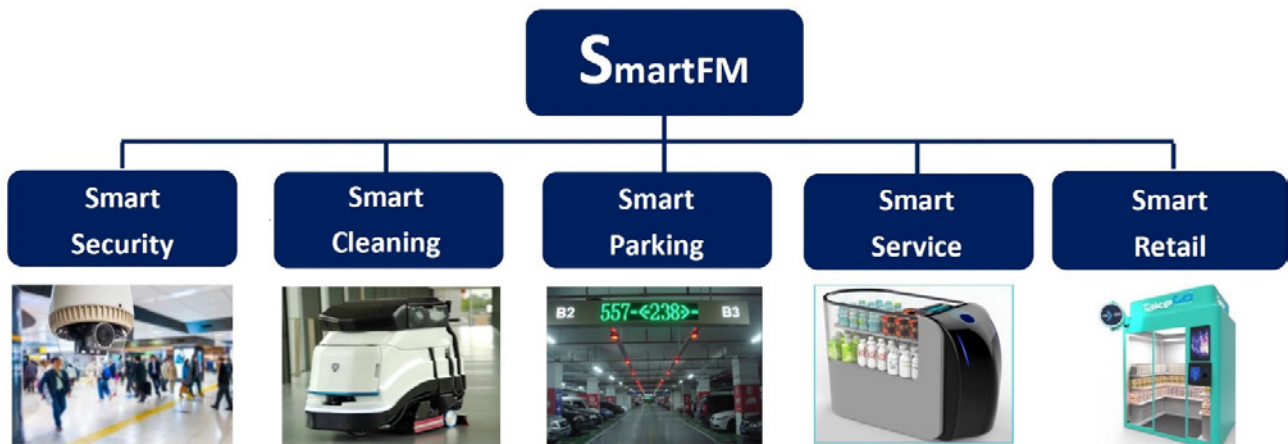 SmartFM
Smart
Security
Smart
Cleaning
Smart
Parking
Smart
Service
Smart
Retail
B2 557-<238>- B3